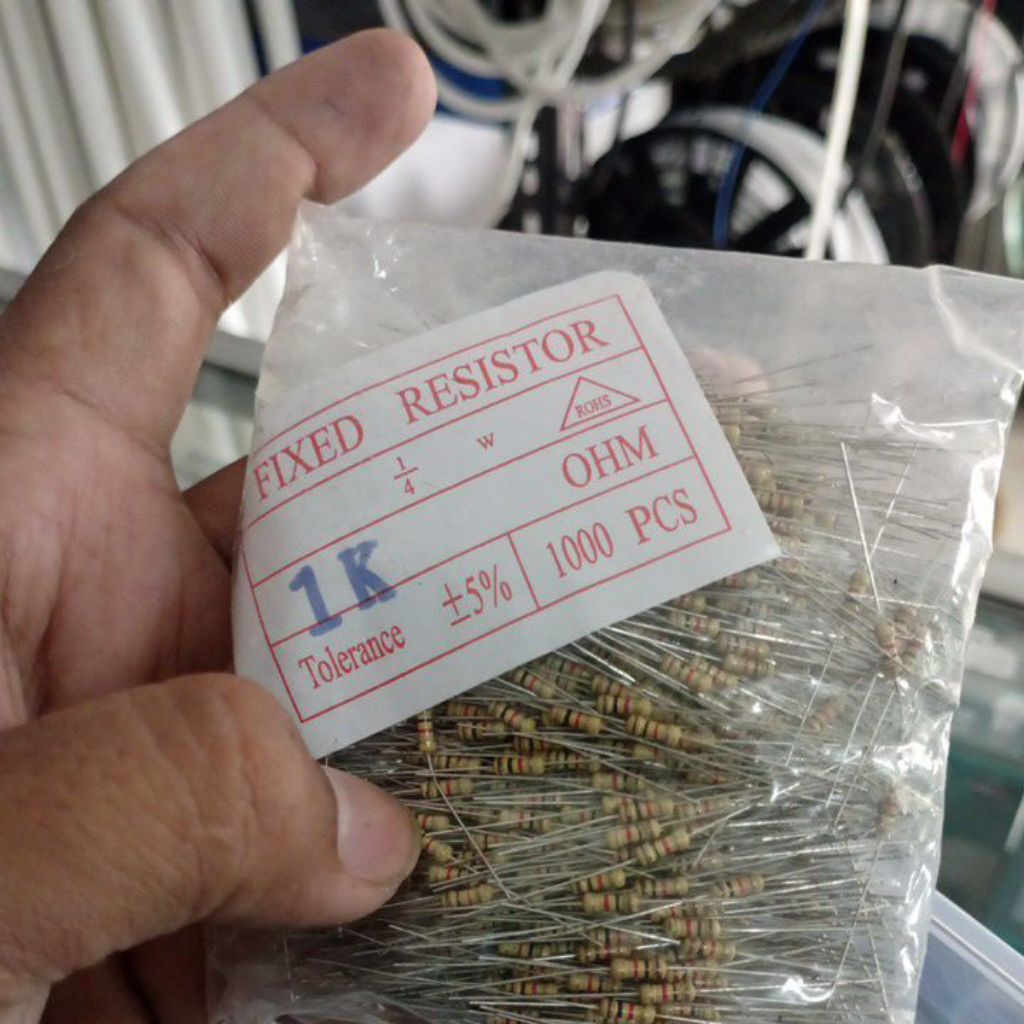 FIXED RESISTOR
1/4 W ROHS
1K OHM
Tolerance ±5% 1000 PCS